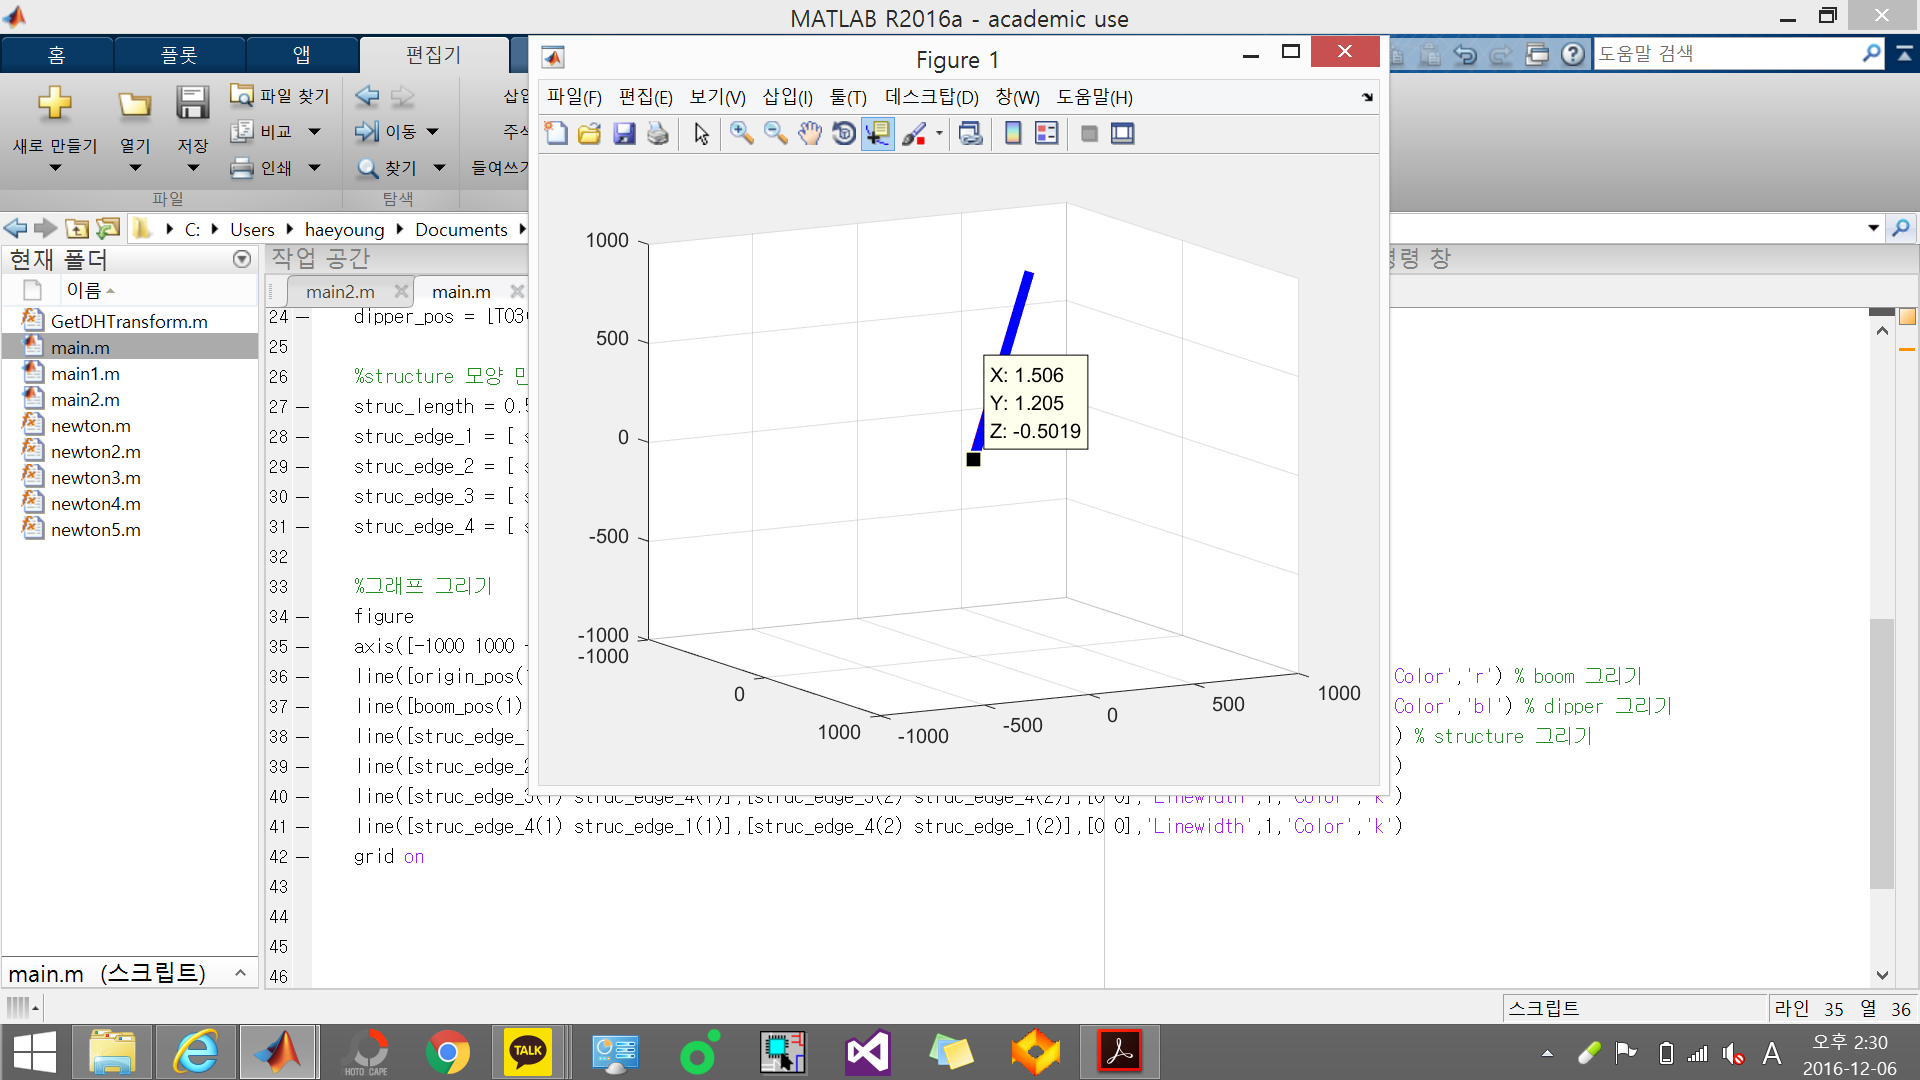 MATLAB R2016a - academic use
홈
플롯
앱
편집기
도움말 검색
새로 만들기
열기
저장
파일 찾기
비교
인쇄
이동
찾기
삽입
주석
들여쓰기
파일
탐색
C:
Users
haeyoung
Documents
현재 폴더
이름
GetDHTransform.m
main.m
main1.m
main2.m
newton.m
newton2.m
newton3.m
newton4.m
newton5.m
main.m (스크립트)
작업 공간
명령 창
main2.m
main.m
24 dipper_pos = [T03
25
26 %structure 모양
27 struc_length = 0.5
28 struc_edge_1 = [ s
29 struc_edge_2 = [ s
30 struc_edge_3 = [ s
31 struc_edge_4 = [ s
32
33 %그래프 그리기
34 figure
35 axis([-1000 1000 -
36 line([origin_pos( Color','r') % boom 그리기
37 line([boom_pos(1) Color','bl') % dipper 그리기
38 line([struc_edge_ ) % structure 그리기
39 line([struc_edge_2 )
40 line([struc_edge_3(1) struc_edge_4(1)],[struc_edge_3(2) struc_edge_4(2)],[0 0],'Linewidth',1,'Color','k')
41 line([struc_edge_4(1) struc_edge_1(1)],[struc_edge_4(2) struc_edge_1(2)],[0 0],'Linewidth',1,'Color','k')
42 grid on
43
44
45
46
Figure 1
파일(F) 편집(E) 보기(V) 삽입(I) 툴(T) 데스크탑(D) 창(W) 도움말(H)
1000
500
0
-500
-1000
-1000
0
1000
-1000
-500
0
500
1000
X: 1.506
Y: 1.205
Z: -0.5019
스크립트
라인 35 열 36
HOTO CAPE
TALK
A
오후 2:30
2016-12-06